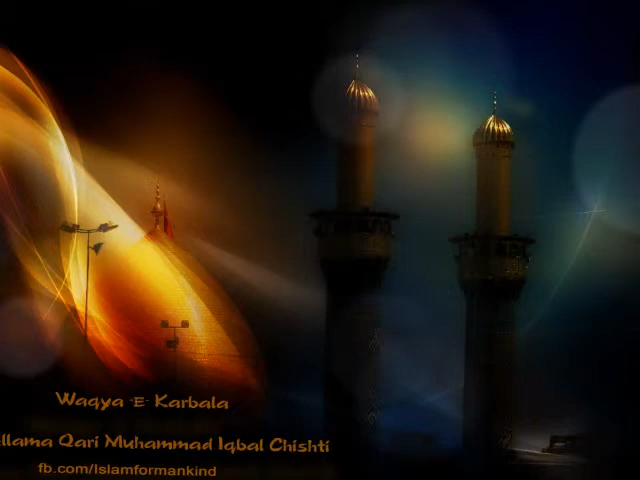 Waqya -E- Karbala
llama Qari Muhammad Iqbal Chishti
fb.com/Islamformankind